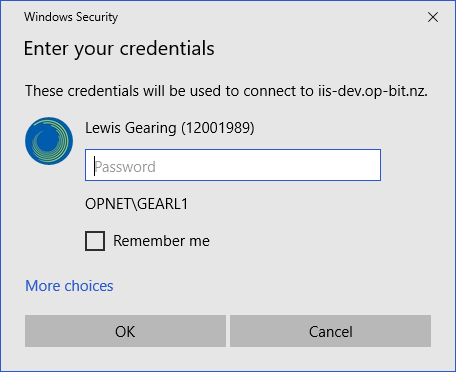 Windows Security
Enter your credentials
These credentials will be used to connect to iis-dev.op-bit.nz.
Lewis Gearing (12001989)
Password
OPNET\GEARL1
Remember me
More choices
OK
Cancel